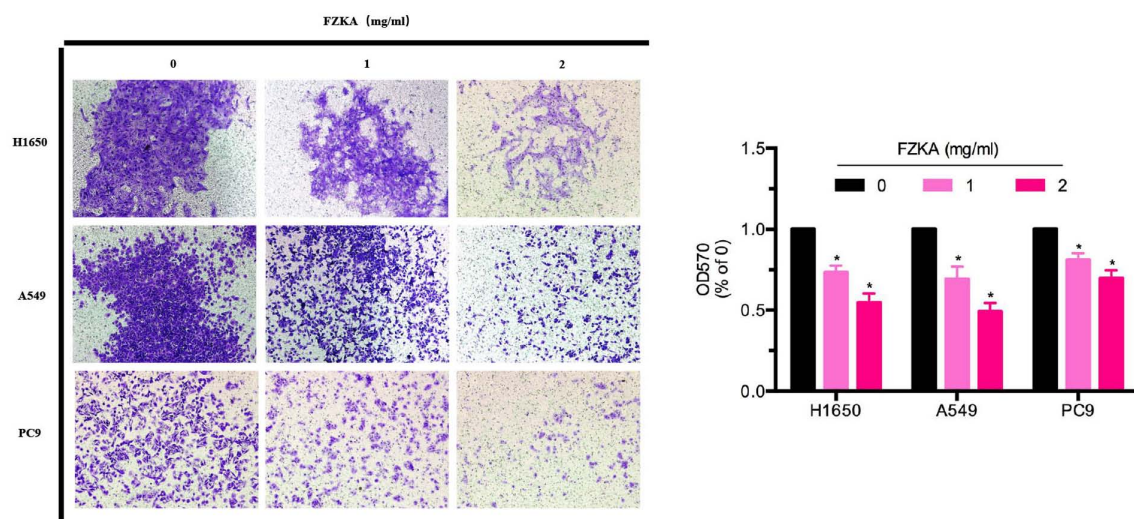 FZKA (mg/ml)
0 1 2
H1650
A549
PC9
FZKA (mg/ml)
0 1 2
1.5
1.0
0.5
0.0
OD570
(% of 0)
* * * * * *
H1650 A549 PC9